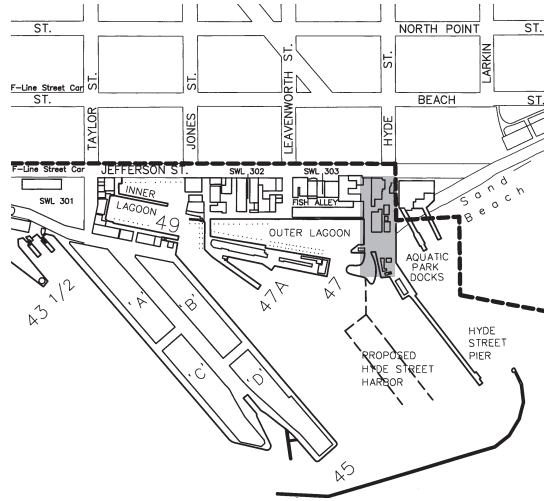 ST.
NORTH POINT
ST.
ST.
ST.
LEAVENWORTH ST.
ST.
LARKIN
F-Line Street Car
ST.
BEACH
ST.
TAYLOR
JONES
HYDE
F-Line Street Car
JEFFERSON ST.
SWL 302
SWL 303
SWL 301
INNER
LAGOON
49
FISH ALLEY
OUTER LAGOON
Sand
Beach
AQUATIC
PARK
DOCKS
43 1/2
47A
47
"A"
"B"
"C"
"D"
PROPOSED
HYDE STREET
HARBOR
HYDE
STREET
PIER
45